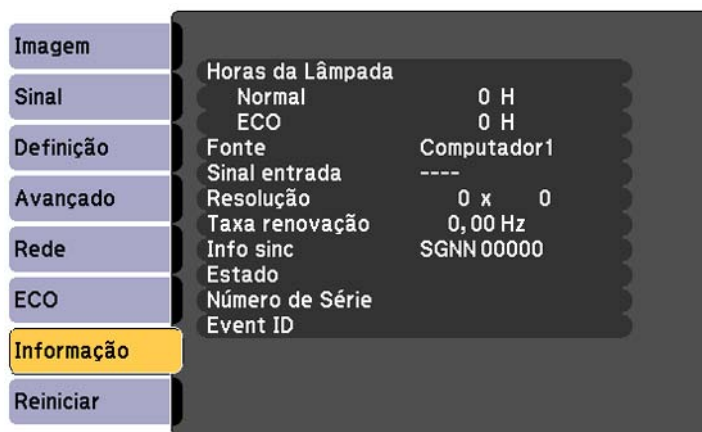 Imagem
Sinal
Definição
Avançado
Rede
ECO
Informação
Reiniciar
Horas da Lâmpada
Normal 0 H
ECO 0 H
Fonte Computador1
Sinal entrada ----
Resolução 0 x 0
Taxa renovação 0,00 Hz
Info sinc SGNN 00000
Estado
Número de Série
Event ID